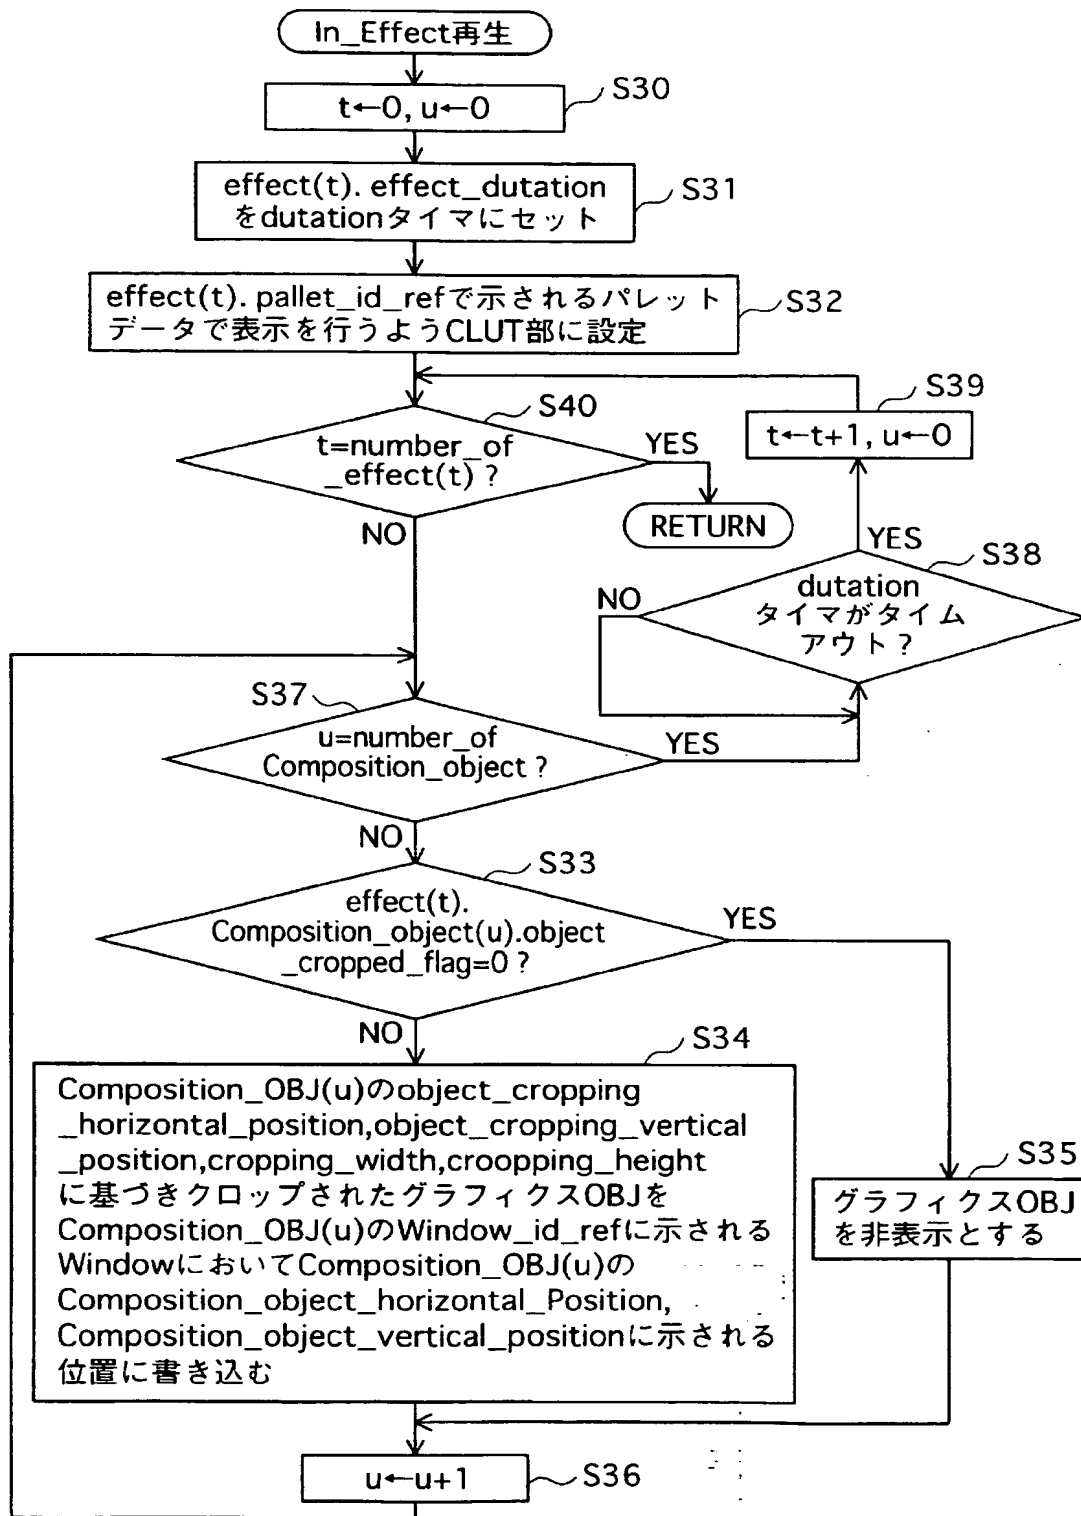 In_Effect再生
t←0, u←0
S30
effect(t). effect_dutation
をdutationタイマにセット
S31
effect(t). pallet_id_refで示されるパレット
データで表示を行うようCLUT部に設定
S32
S40
t=number_of
_effect(t) ?
YES
NO
RETURN
S39
t←t+1, u←0
YES
S38
dutation
タイマがタイム
アウト?
NO
S37
u=number_of
Composition_object ?
YES
NO
S33
effect(t).
Composition_object(u).object
_cropped_flag=0 ?
YES
NO
S34
Composition_OBJ(u)のobject_cropping
_horizontal_position,object_cropping_vertical
_position,cropping_width,croopping_height
に基づきクロップされたグラフィクスOBJを
Composition_OBJ(u)のWindow_id_refに示される
WindowにおいてComposition_OBJ(u)の
Composition_object_horizontal_Position,
Composition_object_vertical_positionに示される
位置に書き込む
S35
グラフィクスOBJ
を非表示とする
u←u+1
S36